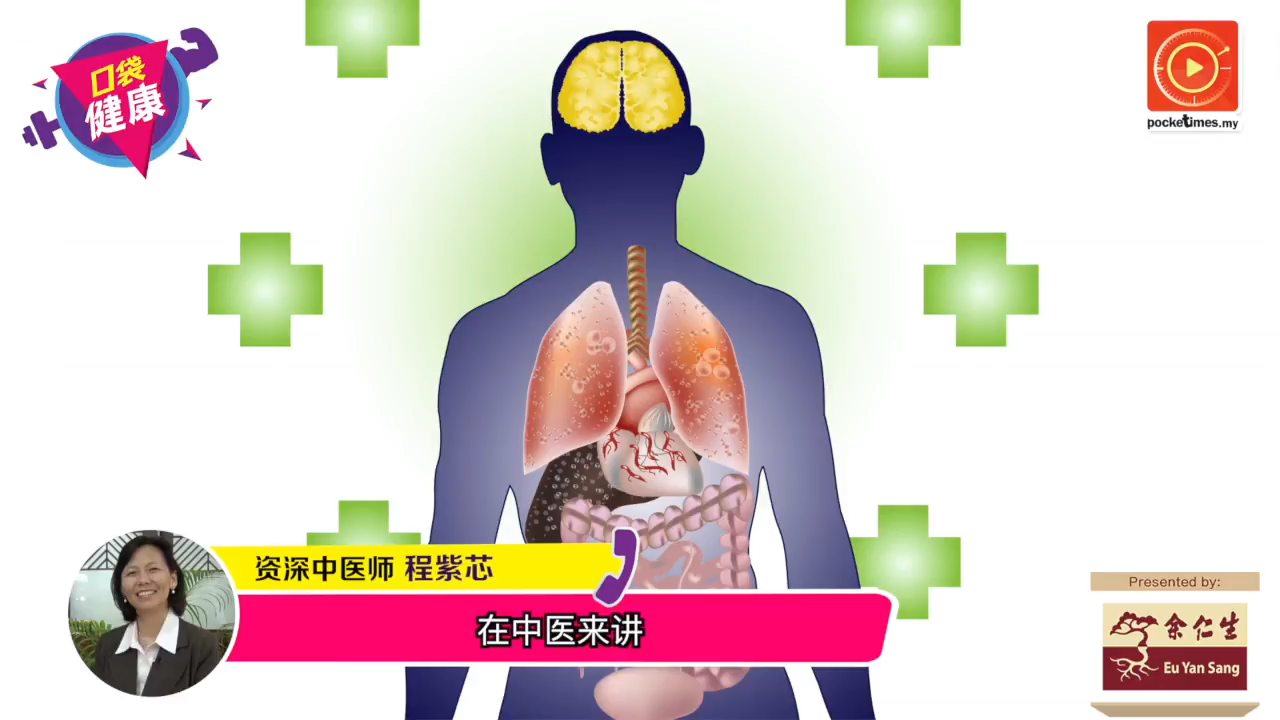 口袋
健康
pocketimes.my
资深中医师 程紫芯
在中医来讲
Presented by:
余仁生
Eu Yan Sang